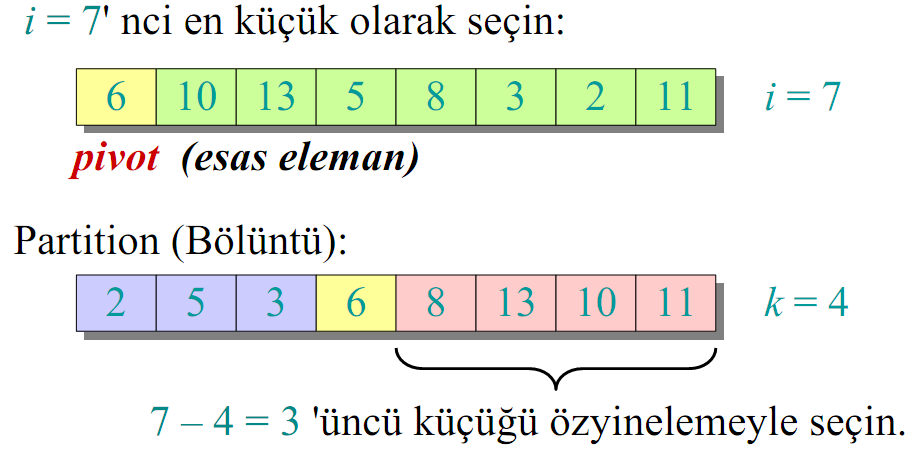 i = 7' nci en küçük olarak seçin:
6 10 13 5 8 3 2 11 i = 7
pivot (esas eleman)
Partition (Bölüntü):
2 5 3 6 8 13 10 11 k = 4
7 – 4 = 3 'üncü küçüğü özyinelemeyle seçin.